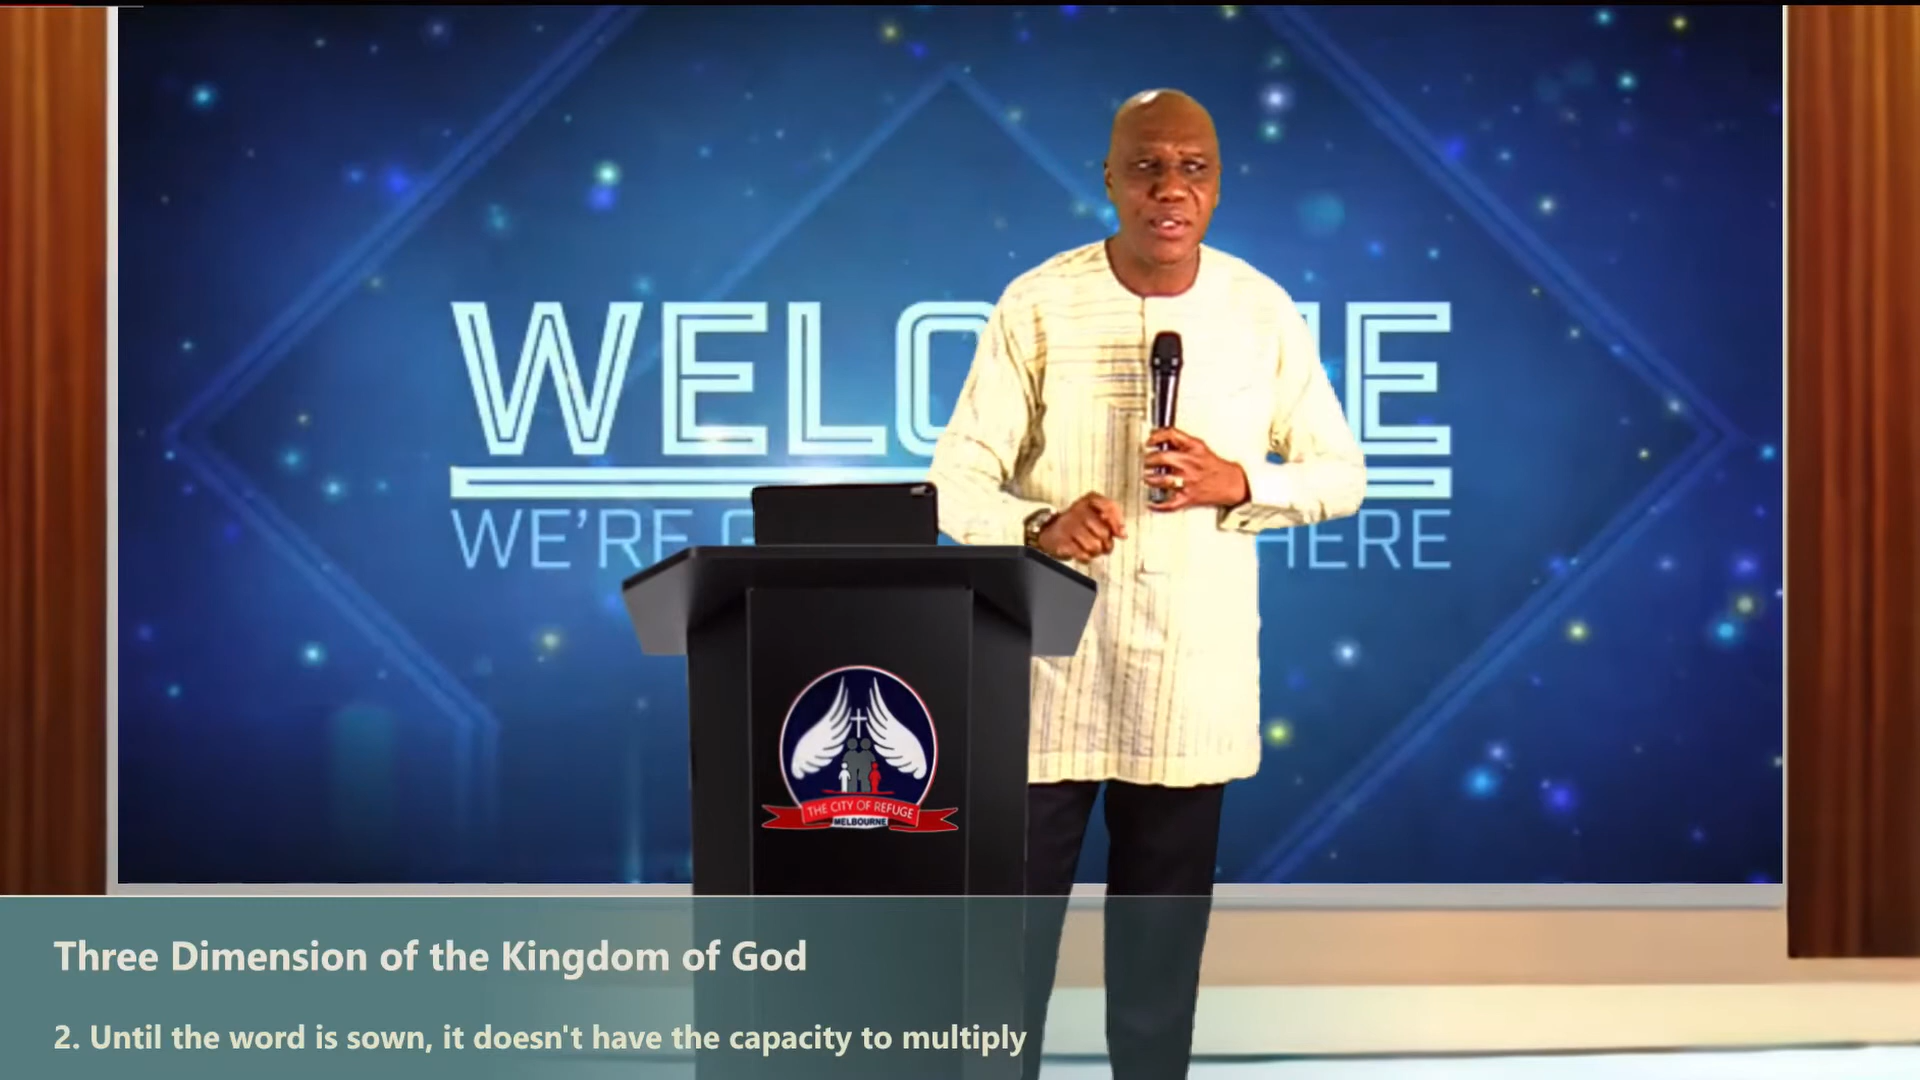 WELCOME
WE'RE G HERE
THE CITY OF REFUGE
MELBOURNE
Three Dimension of the Kingdom of God
2. Until the word is sown, it doesn't have the capacity to multiply